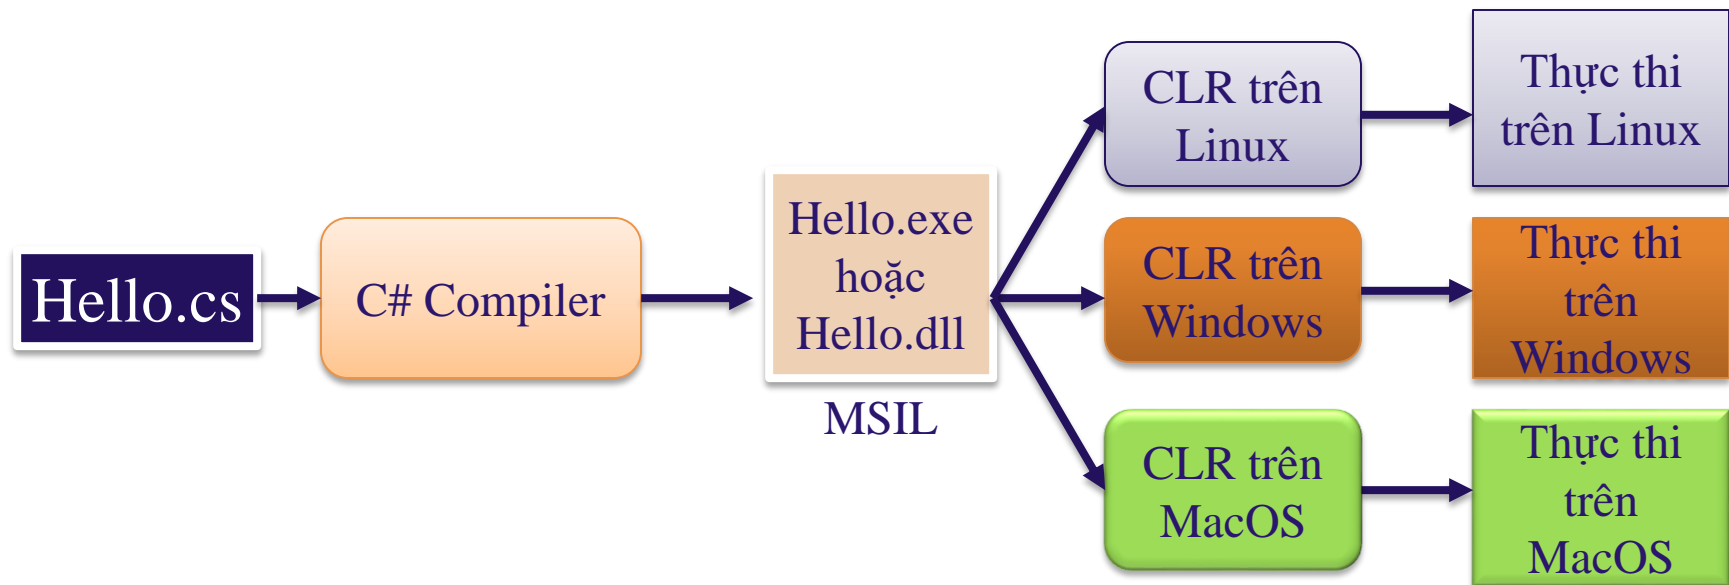 Hello.cs
C# Compiler
Hello.exe
hoặc
Hello.dll
MSIL
CLR trên
Linux
Thực thi
trên Linux
CLR trên
Windows
Thực thi
trên
Windows
CLR trên
MacOS
Thực thi
trên
MacOS